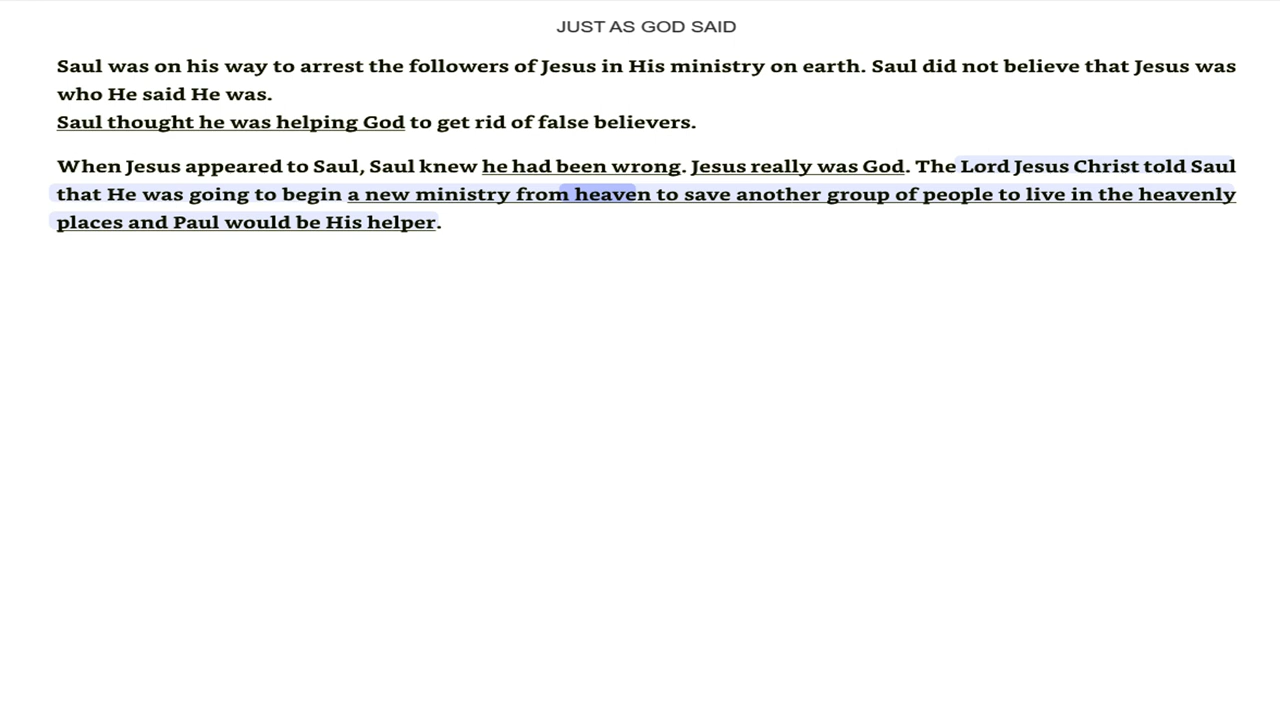 JUST AS GOD SAID
Saul was on his way to arrest the followers of Jesus in His ministry on earth. Saul did not believe that Jesus was
who He said He was.
Saul thought he was helping God to get rid of false believers.
When Jesus appeared to Saul, Saul knew he had been wrong. Jesus really was God. The Lord Jesus Christ told Saul
that He was going to begin a new ministry from heaven to save another group of people to live in the heavenly
places and Paul would be His helper.